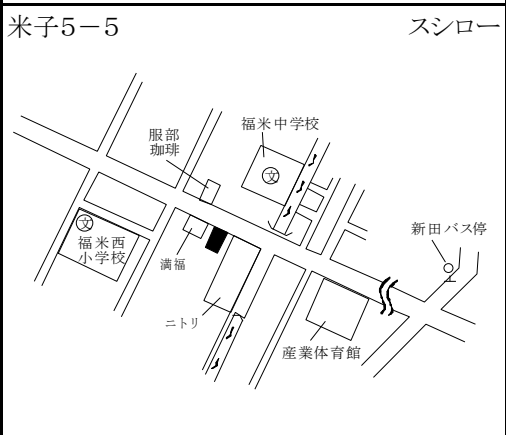 米子5－5
スシロー
服部
珈琲
福米中学校
文
新田バス停
文
福米西
小学校
満福
ニトリ
産業体育館